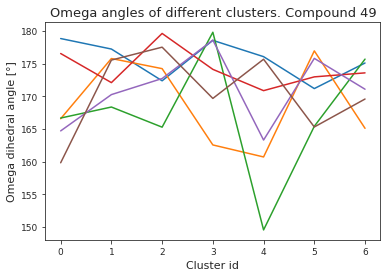 Omega angles of different clusters. Compound 49
Omega dihedral angle [°]
180
175
170
165
160
155
150
0 1 2 3 4 5 6
Cluster id